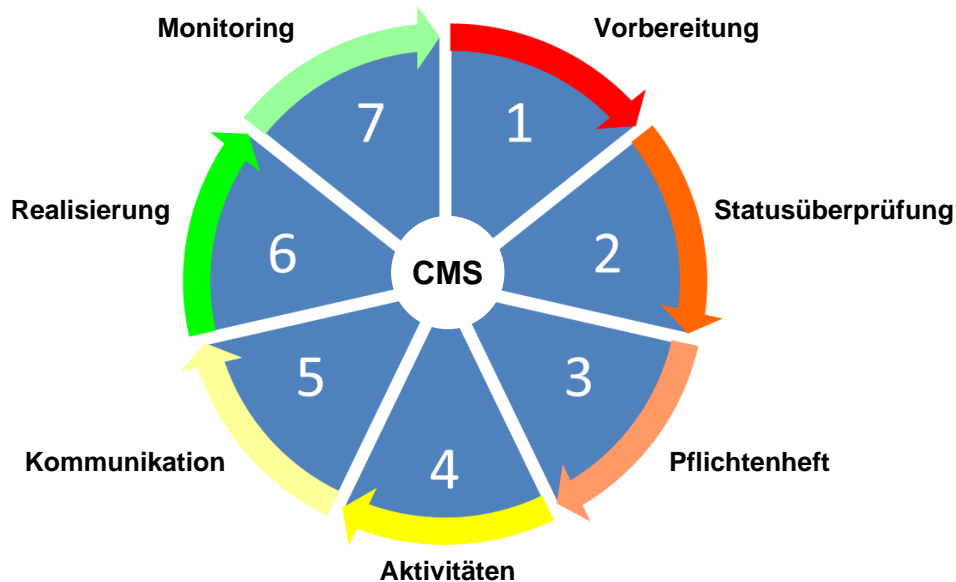 Monitoring
Vorbereitung
7
1
Realisierung
Statusüberprüfung
6
CMS
2
5
3
Kommunikation
4
Pflichtenheft
Aktivitäten